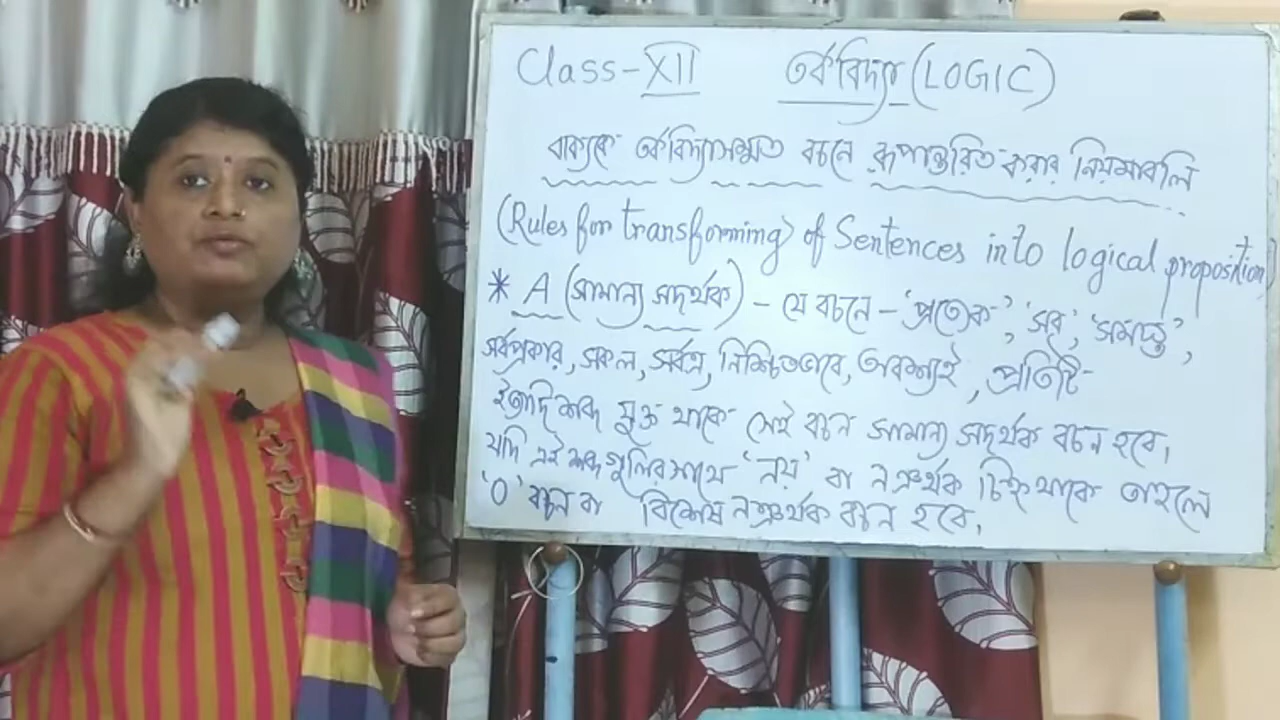 Class-XII তর্কবিদ্যা (LOGIC)
বাক্যকে তর্কবিদ্যাসম্মত বচনে রূপান্তরিত করার নিয়মাবলি
(Rules for transforming) of Sentences into logical proposition)
* A (সামান্য সদর্থক) - যে বচনে - 'প্রত্যেক', 'সব', 'সমস্ত',
সর্বপ্রকার, সকল, সর্বত্র, নিশ্চিতভাবে, অবশ্যই, প্রতিটি
ইত্যাদি শব্দ যুক্ত থাকে সেই বচন সামান্য সদর্থক বচন হবে,
যদি এই শব্দগুলির সাথে 'নয়' বা নঞর্থক চিহ্ন থাকে তাহলে
'O' বচন বা বিশেষ নঞর্থক বচন হবে,